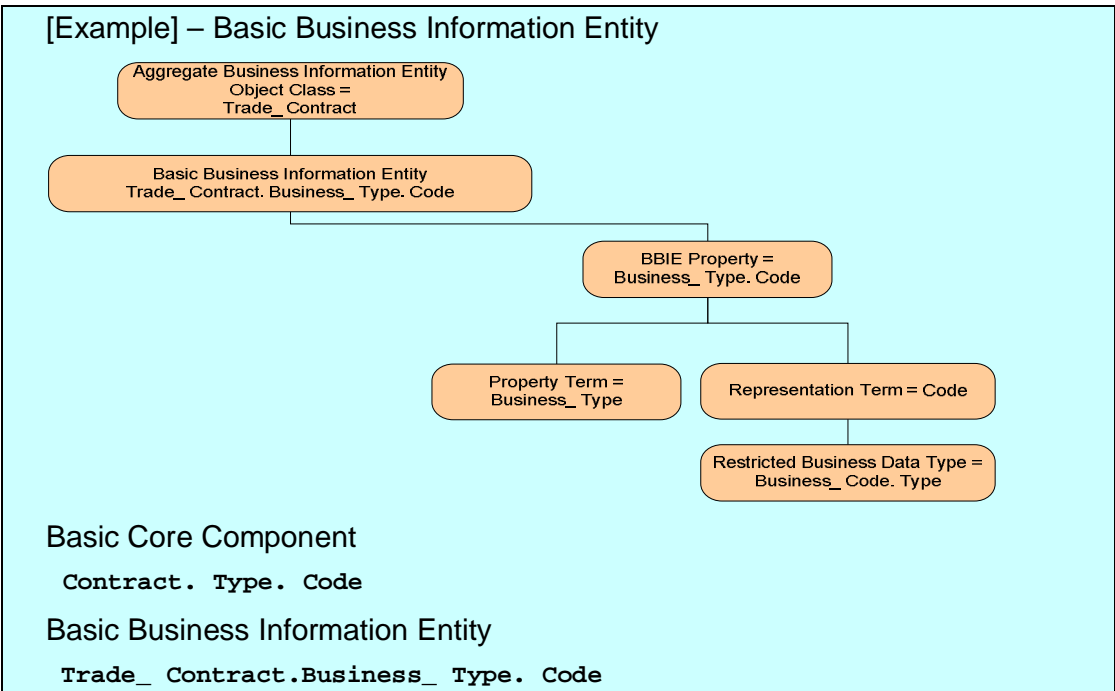 [Example] – Basic Business Information Entity
Aggregate Business Information Entity
Object Class =
Trade_ Contract
Basic Business Information Entity
Trade_ Contract. Business_ Type. Code
BBIE Property =
Business_ Type. Code
Property Term =
Business_ Type
Representation Term = Code
Restricted Business Data Type =
Business_ Code. Type
Basic Core Component
Contract. Type. Code
Basic Business Information Entity
Trade_ Contract.Business_ Type. Code